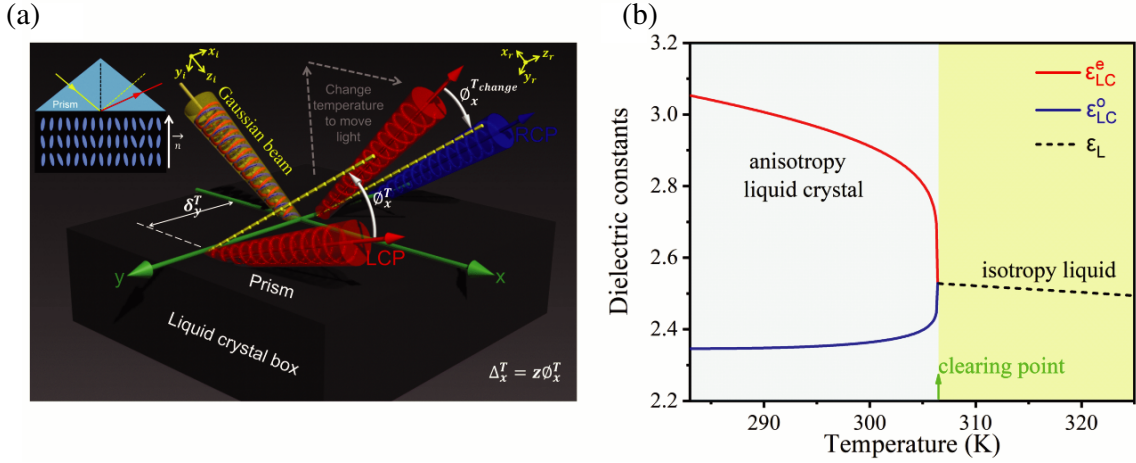 (a)
x_i
y_i
z_i
Prism
n
Gaussian beam
Change
temperature
to move
light
x_r
z_r
y_r
∅_x^{T_{change}}
RCP
∅_x^T
δ_y^T
LCP
y
x
Prism
Liquid crystal box
Δ_x^T = z∅_x^T
(b)
3.2
3.0
2.8
2.6
2.4
2.2
Dielectric constants
ε_LC^e
ε_LC^o
ε_L
anisotropy
liquid crystal
isotropy liquid
clearing point
290
300
310
320
Temperature (K)